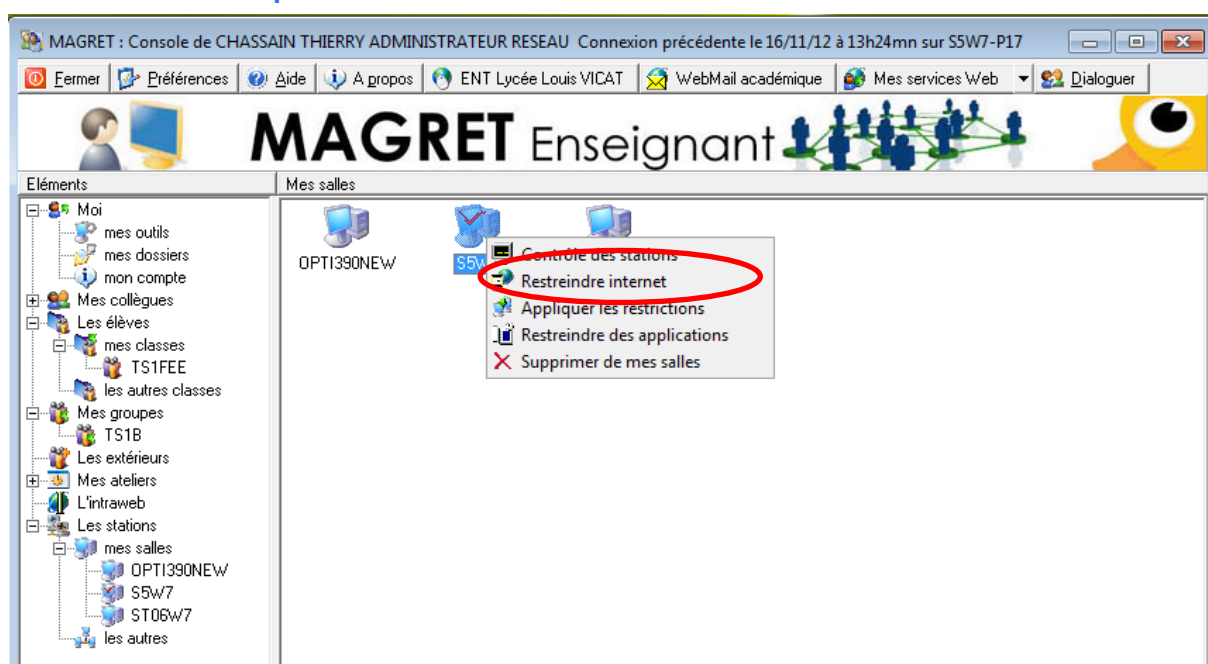 MAGRET : Console de CHASSAIN THIERRY ADMINISTRATEUR RESEAU Connexion précédente le 16/11/12 à 13h24mn sur S5W7-P17
Fermer Préférences Aide A propos ENT Lycée Louis VICAT WebMail académique Mes services Web Dialoguer
MAGRET Enseignant
Eléments
Mes salles
Moi
mes outils
mes dossiers
mon compte
Mes collègues
Les élèves
mes classes
TS1FEE
les autres classes
Mes groupes
TS1B
Les extérieurs
Mes ateliers
L'intraweb
Les stations
mes salles
OPTI390NEW
S5W7
ST06W7
les autres
OPTI390NEW
Contrôle des stations
Restreindre internet
Appliquer les restrictions
Restreindre des applications
Supprimer de mes salles